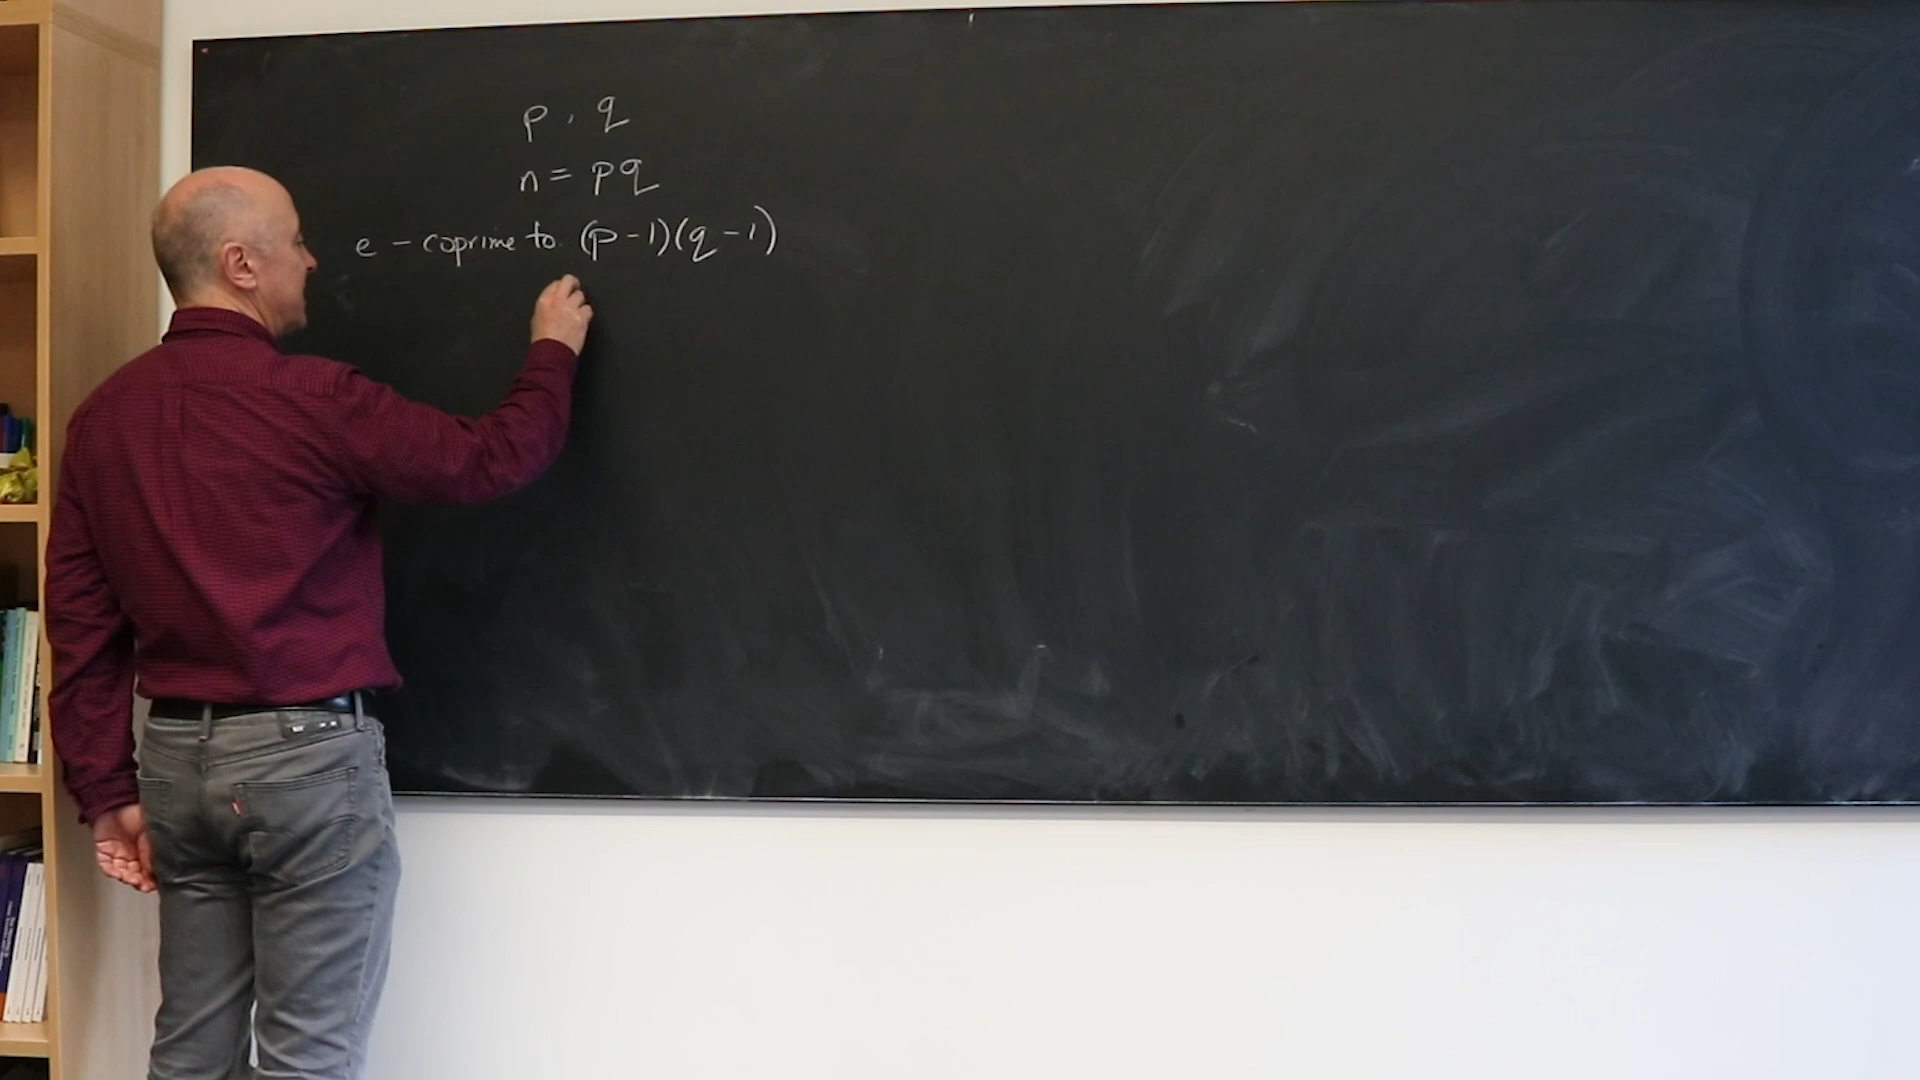 p, q
n = pq
e – coprime to (p-1)(q-1)